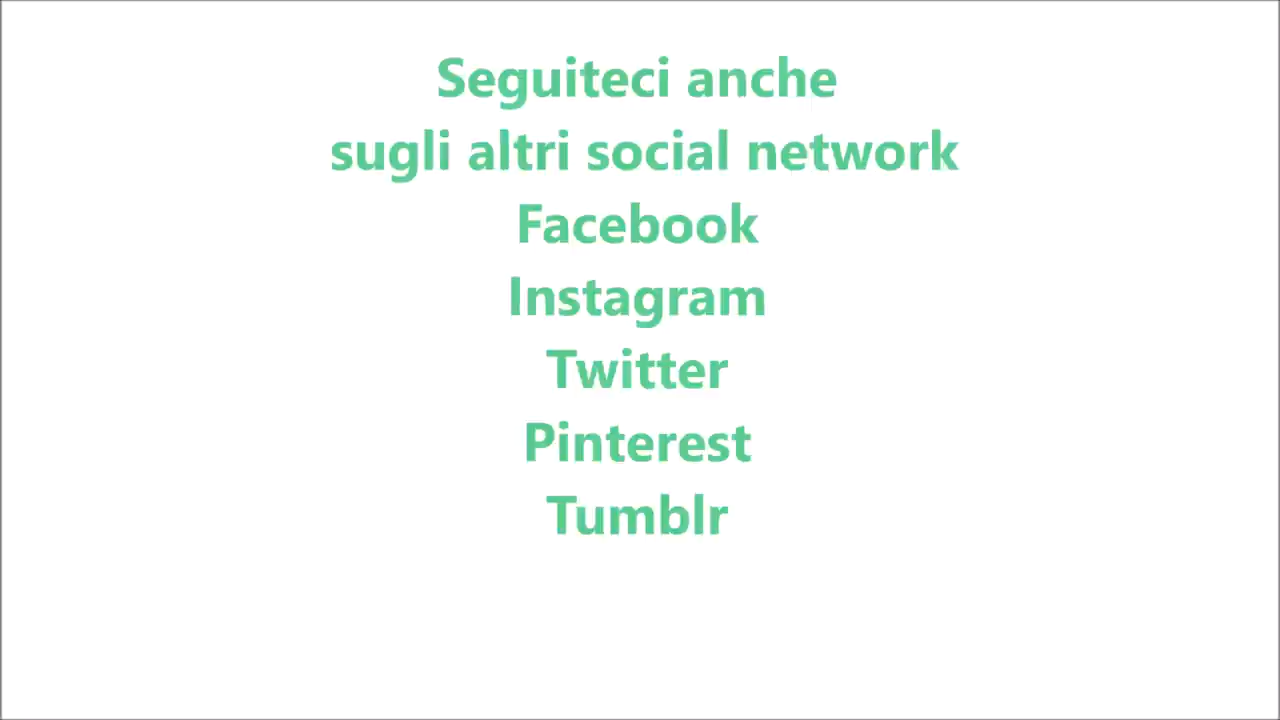 Seguiteci anche
sugli altri social network
Facebook
Instagram
Twitter
Pinterest
Tumblr